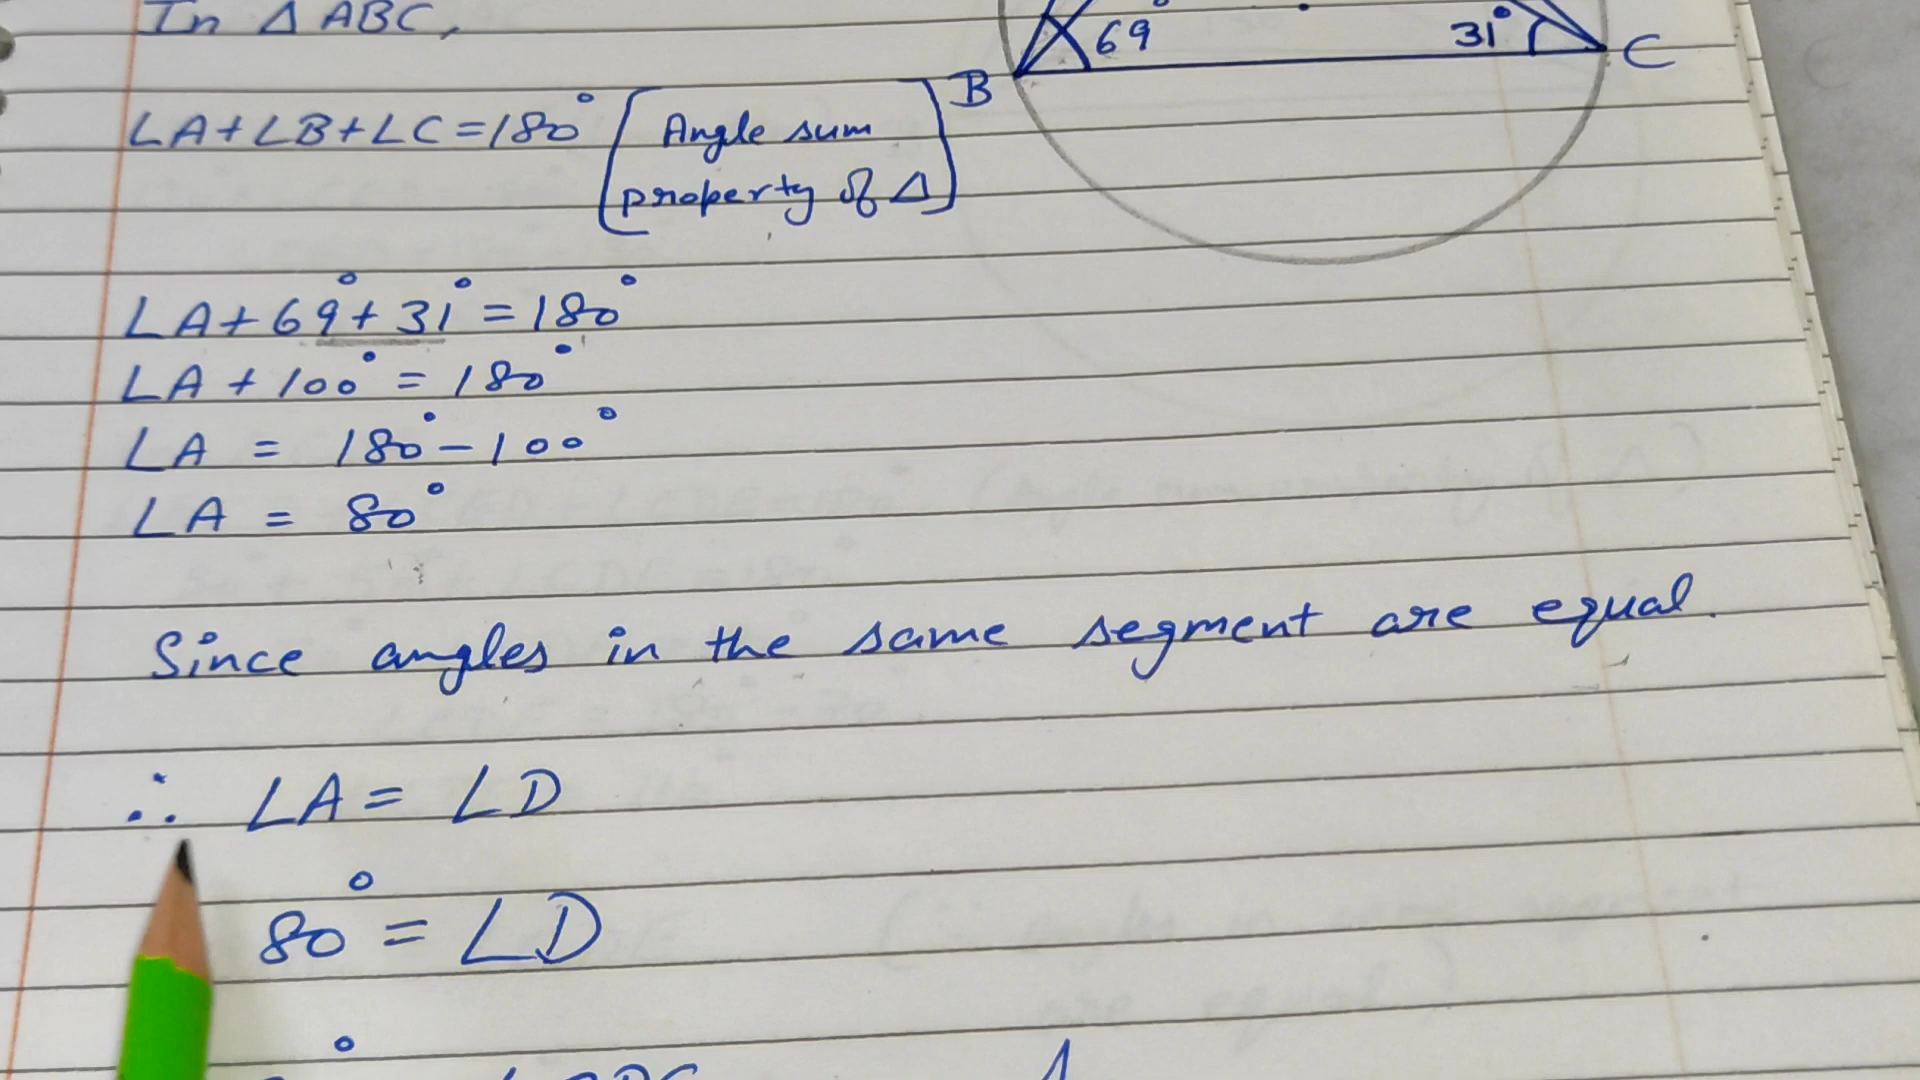 In △ABC,
69° 31° C
B
∠A+∠B+∠C=180° [Angle sum
property of △]
∠A+69°+31°=180°
∠A+100°=180°
∠A = 180°-100°
∠A = 80°
Since angles in the same segment are equal.
∴ ∠A = ∠D
80° = ∠D